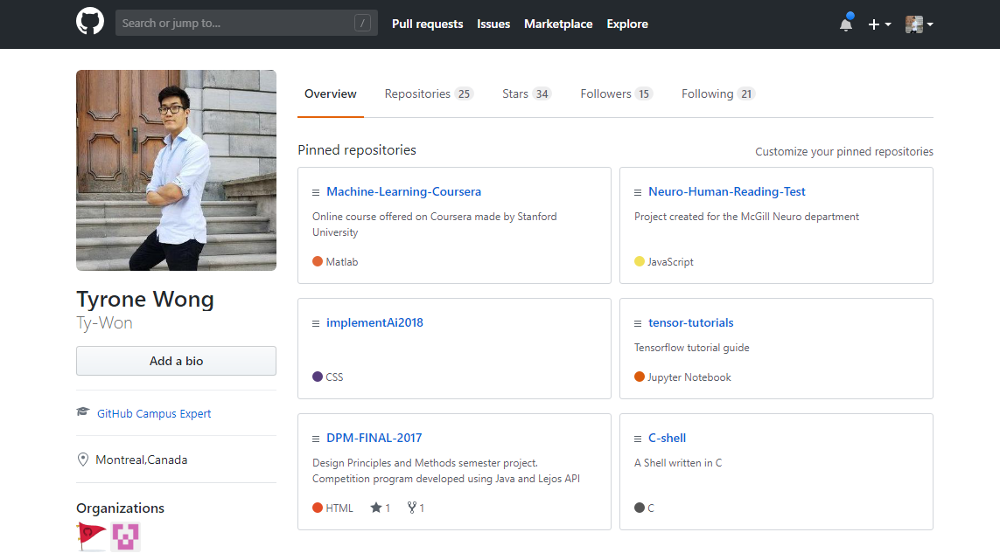 Search or jump to...
/
Pull requests
Issues
Marketplace
Explore
Overview
Repositories 25
Stars 34
Followers 15
Following 21
Pinned repositories
Customize your pinned repositories
Machine-Learning-Coursera
Online course offered on Coursera made by Stanford
University
Matlab
Neuro-Human-Reading-Test
Project created for the McGill Neuro department
JavaScript
implementAi2018
CSS
tensor-tutorials
Tensorflow tutorial guide
Jupyter Notebook
DPM-FINAL-2017
Design Principles and Methods semester project.
Competition program developed using Java and Lejos API
HTML 1 1
C-shell
A Shell written in C
C
Tyrone Wong
Ty-Won
Add a bio
GitHub Campus Expert
Montreal,Canada
Organizations